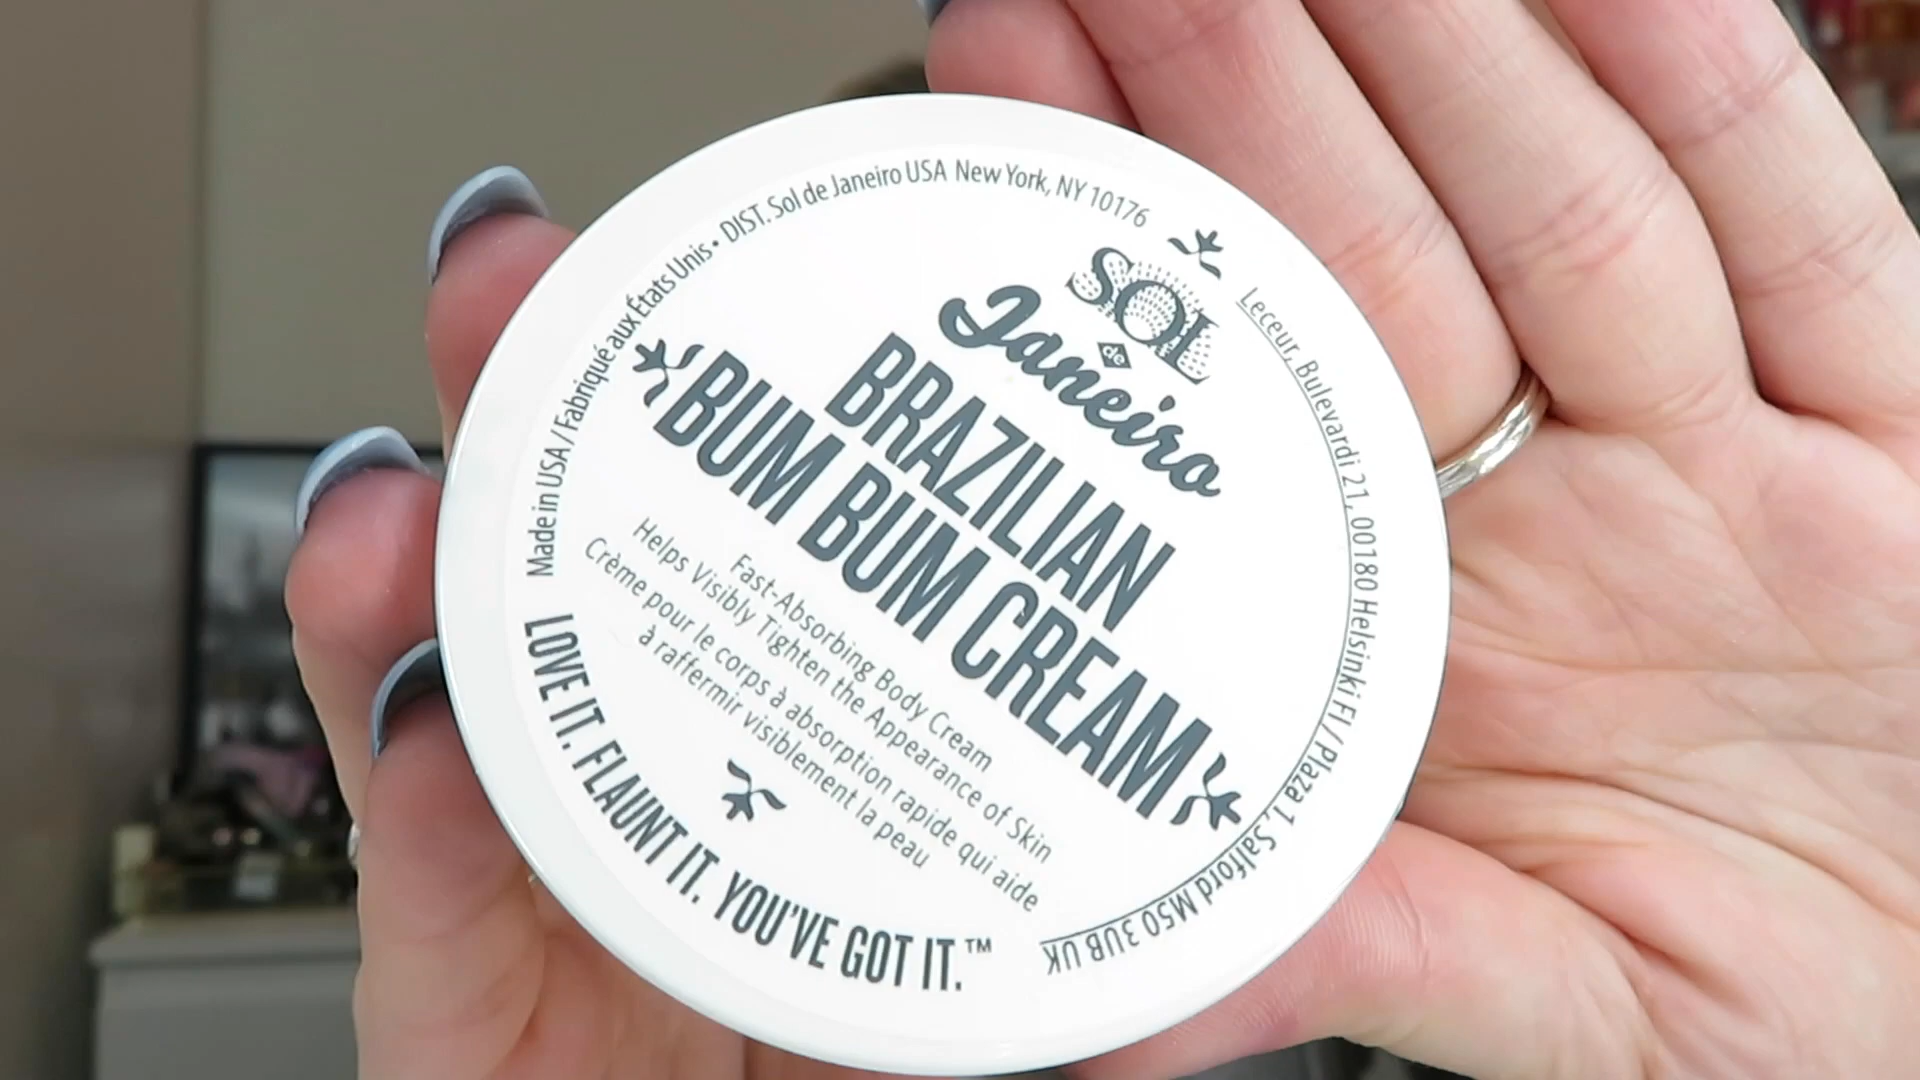 Made in USA / Fabriqué aux États Unis • DIST. Sol de Janeiro USA New York, NY 10176
Leceur, Bulevardi 21, 00180 Helsinki FI / Plaza 1, Salford M50 3UB UK
SOL
de
Janeiro
BRAZILIAN
BUM BUM CREAM
Fast-Absorbing Body Cream
Helps Visibly Tighten the Appearance of Skin
Crème pour le corps à absorption rapide qui aide
à raffermir visiblement la peau
LOVE IT. FLAUNT IT. YOU'VE GOT IT.™